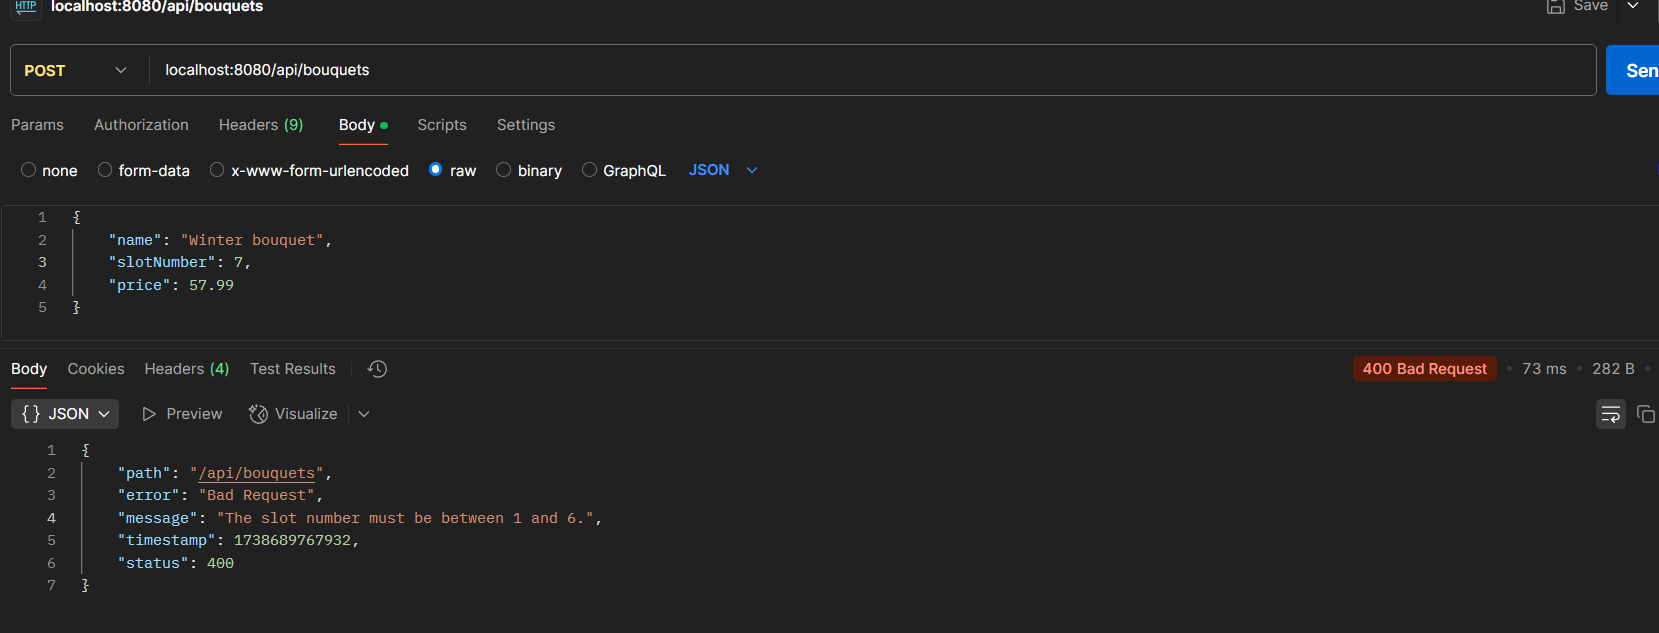 HTTP localhost:8080/api/bouquets Save
POST localhost:8080/api/bouquets Sen
Params Authorization Headers (9) Body Scripts Settings
none form-data x-www-form-urlencoded raw binary GraphQL JSON
1 {
2 "name": "Winter bouquet",
3 "slotNumber": 7,
4 "price": 57.99
5 }
Body Cookies Headers (4) Test Results 400 Bad Request • 73 ms • 282 B •
{} JSON Preview Visualize
1 {
2 "path": "/api/bouquets",
3 "error": "Bad Request",
4 "message": "The slot number must be between 1 and 6.",
5 "timestamp": 1738689767932,
6 "status": 400
7 }